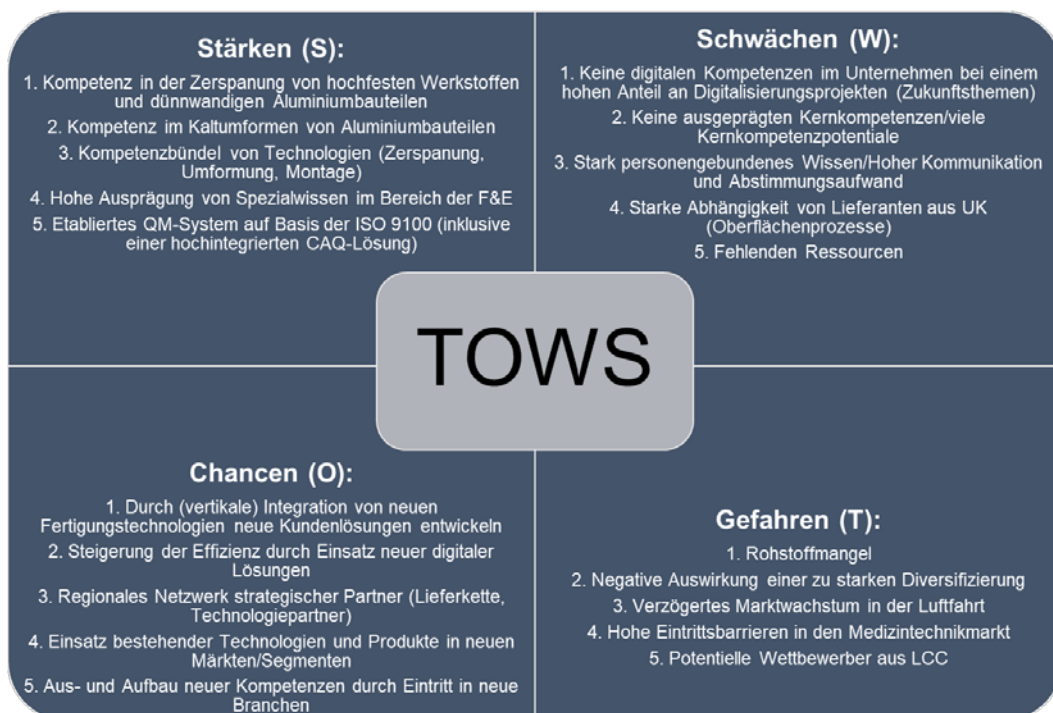 Stärken (S):
1. Kompetenz in der Zerspanung von hochfesten Werkstoffen
und dünnwandigen Aluminiumbauteilen
2. Kompetenz im Kaltumformen von Aluminiumbauteilen
3. Kompetenzbündel von Technologien (Zerspanung,
Umformung, Montage)
4. Hohe Ausprägung von Spezialwissen im Bereich der F&E
5. Etabliertes QM-System auf Basis der ISO 9100 (inklusive
einer hochintegrierten CAQ-Lösung)
Schwächen (W):
1. Keine digitalen Kompetenzen im Unternehmen bei einem
hohen Anteil an Digitalisierungsprojekten (Zukunftsthemen)
2. Keine ausgeprägten Kernkompetenzen/viele
Kernkompetenzpotentiale
3. Stark personengebundenes Wissen/Hoher Kommunikation
und Abstimmungsaufwand
4. Starke Abhängigkeit von Lieferanten aus UK
(Oberflächenprozesse)
5. Fehlenden Ressourcen
TOWS
Chancen (O):
1. Durch (vertikale) Integration von neuen
Fertigungstechnologien neue Kundenlösungen entwickeln
2. Steigerung der Effizienz durch Einsatz neuer digitaler
Lösungen
3. Regionales Netzwerk strategischer Partner (Lieferkette,
Technologiepartner)
4. Einsatz bestehender Technologien und Produkte in neuen
Märkten/Segmenten
5. Aus- und Aufbau neuer Kompetenzen durch Eintritt in neue
Branchen
Gefahren (T):
1. Rohstoffmangel
2. Negative Auswirkung einer zu starken Diversifizierung
3. Verzögertes Marktwachstum in der Luftfahrt
4. Hohe Eintrittsbarrieren in den Medizintechnikmarkt
5. Potentielle Wettbewerber aus LCC